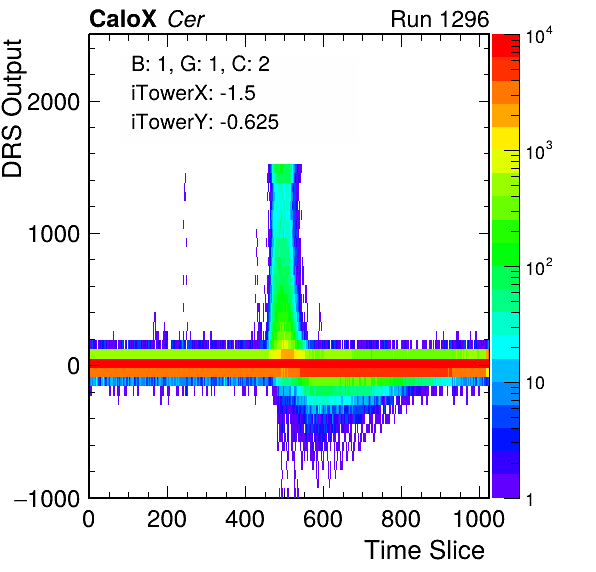 CaloX Cer Run 1296
B: 1, G: 1, C: 2
iTowerX: -1.5
iTowerY: -0.625
DRS Output
2000
1000
0
−1000
0 200 400 600 800 1000
Time Slice
10⁴
10³
10²
10
1